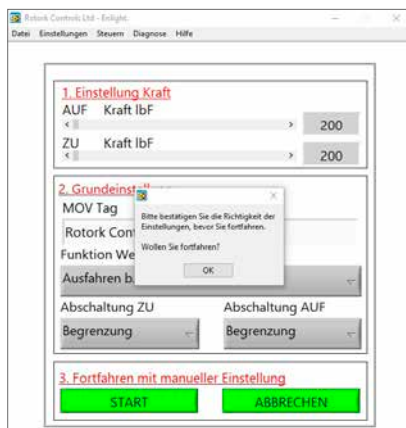 Rotork Controls Ltd - Enlight.
Datei Einstellungen Steuern Diagnose Hilfe
1. Einstellung Kraft
AUF Kraft lbF
200
ZU Kraft lbF
200
2. Grundeinst
MOV Tag
Rotork Con
Funktion We
Ausfahren b
Bitte bestätigen Sie die Richtigkeit der
Einstellungen, bevor Sie fortfahren.
Wollen Sie fortfahren?
OK
Abschaltung ZU Abschaltung AUF
Begrenzung Begrenzung
3. Fortfahren mit manueller Einstellung
START ABBRECHEN